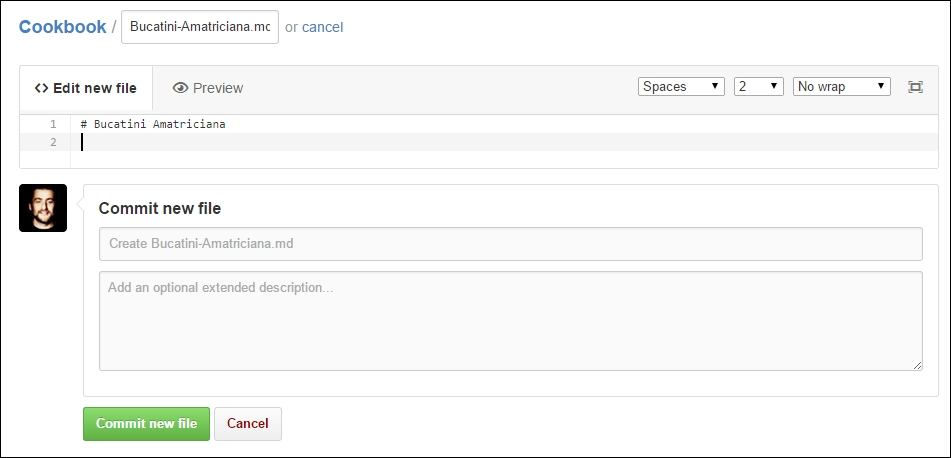 Cookbook / Bucatini-Amatriciana.md or cancel
Edit new file Preview Spaces 2 No wrap
1 # Bucatini Amatriciana
2
Commit new file
Create Bucatini-Amatriciana.md
Add an optional extended description...
Commit new file Cancel